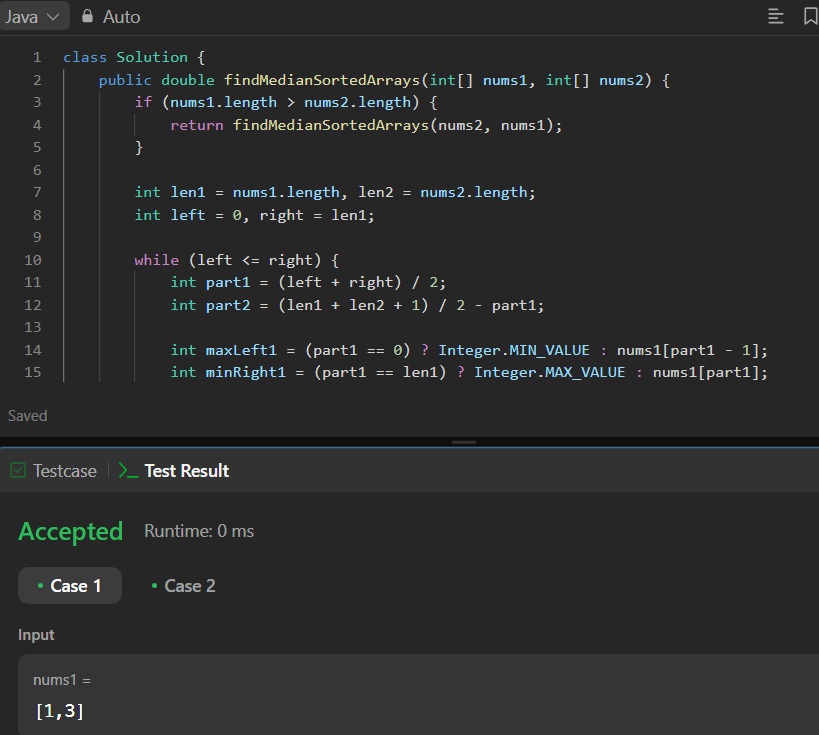 Java Auto
1 class Solution {
2 public double findMedianSortedArrays(int[] nums1, int[] nums2) {
3 if (nums1.length > nums2.length) {
4 return findMedianSortedArrays(nums2, nums1);
5 }
6
7 int len1 = nums1.length, len2 = nums2.length;
8 int left = 0, right = len1;
9
10 while (left <= right) {
11 int part1 = (left + right) / 2;
12 int part2 = (len1 + len2 + 1) / 2 - part1;
13
14 int maxLeft1 = (part1 == 0) ? Integer.MIN_VALUE : nums1[part1 - 1];
15 int minRight1 = (part1 == len1) ? Integer.MAX_VALUE : nums1[part1];
Saved
Testcase >_ Test Result
Accepted Runtime: 0 ms
• Case 1 • Case 2
Input
nums1 =
[1,3]